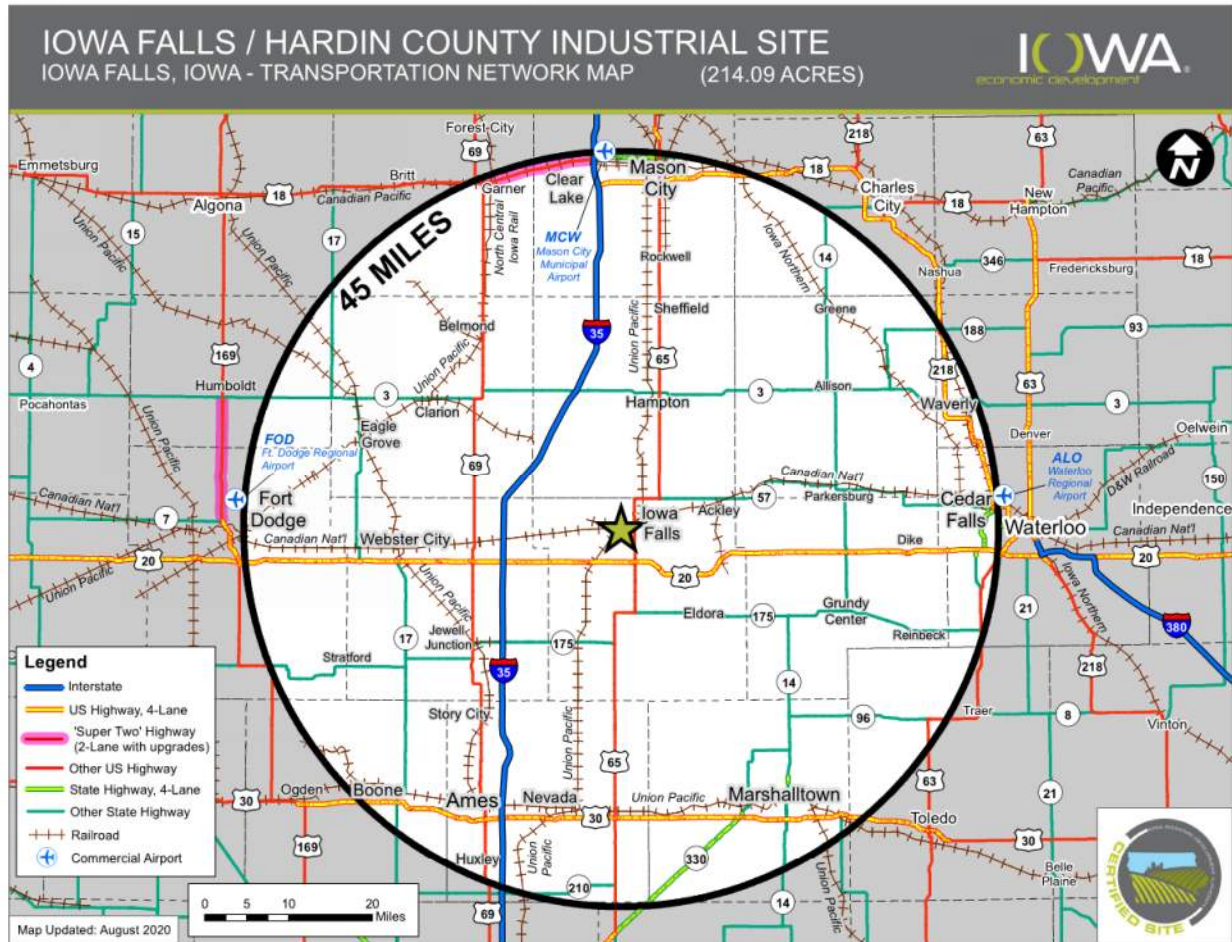 IOWA FALLS / HARDIN COUNTY INDUSTRIAL SITE
IOWA FALLS, IOWA - TRANSPORTATION NETWORK MAP (214.09 ACRES)
IOWA®
economic development
Forest City
218
63
69
N
Emmetsburg
Britt
18
Algona
Canadian Pacific
Garner
Clear
Lake
Mason
City
18
Charles
City
18
New
Hampton
Canadian
Pacific
15
17
Union Pacific
Union Pacific
45 MILES
North Central
Iowa Rail
MCW
Mason City
Municipal
Airport
Rockwell
Iowa Northern
14
Nashua
346
Fredericksburg
18
Belmond
Union Pacific
35
Union Pacific
Sheffield
65
Greene
188
93
4
169
Humboldt
Union Pacific
218
63
Pocahontas
3
Clarion
Eagle
Grove
Hampton
3
Allison
Waverly
3
Denver
Oelwein
Union Pacific
FOD
Ft. Dodge Regional
Airport
69
ALO
Waterloo
Regional
Airport
D&W Railroad
150
Canadian Nat'l
7
Fort
Dodge
Canadian Nat'l
57
Parkersburg
Ackley
Iowa
Falls
Cedar
Falls
Waterloo
Independence
Canadian Nat'l
Canadian Nat'l
Webster City
Dike
20
Union Pacific
20
20
Union Pacific
Iowa Northern
Eldora
175
Grundy
Center
Reinbeck
21
380
17
Jewell
Junction
175
Stratford
35
14
218
Story City
Union Pacific
96
Traer
8
Vinton
65
63
30
Ogden
Boone
Ames
Nevada
Union Pacific
Marshalltown
30
Toledo
21
30
169
Huxley
Union
Pacific
330
Belle
Plaine
210
69
14
Union
Pacific
Legend
Interstate
US Highway, 4-Lane
'Super Two' Highway
(2-Lane with upgrades)
Other US Highway
State Highway, 4-Lane
Other State Highway
Railroad
Commercial Airport
0 5 10 20
Miles
Map Updated: August 2020
CERTIFIED SITE